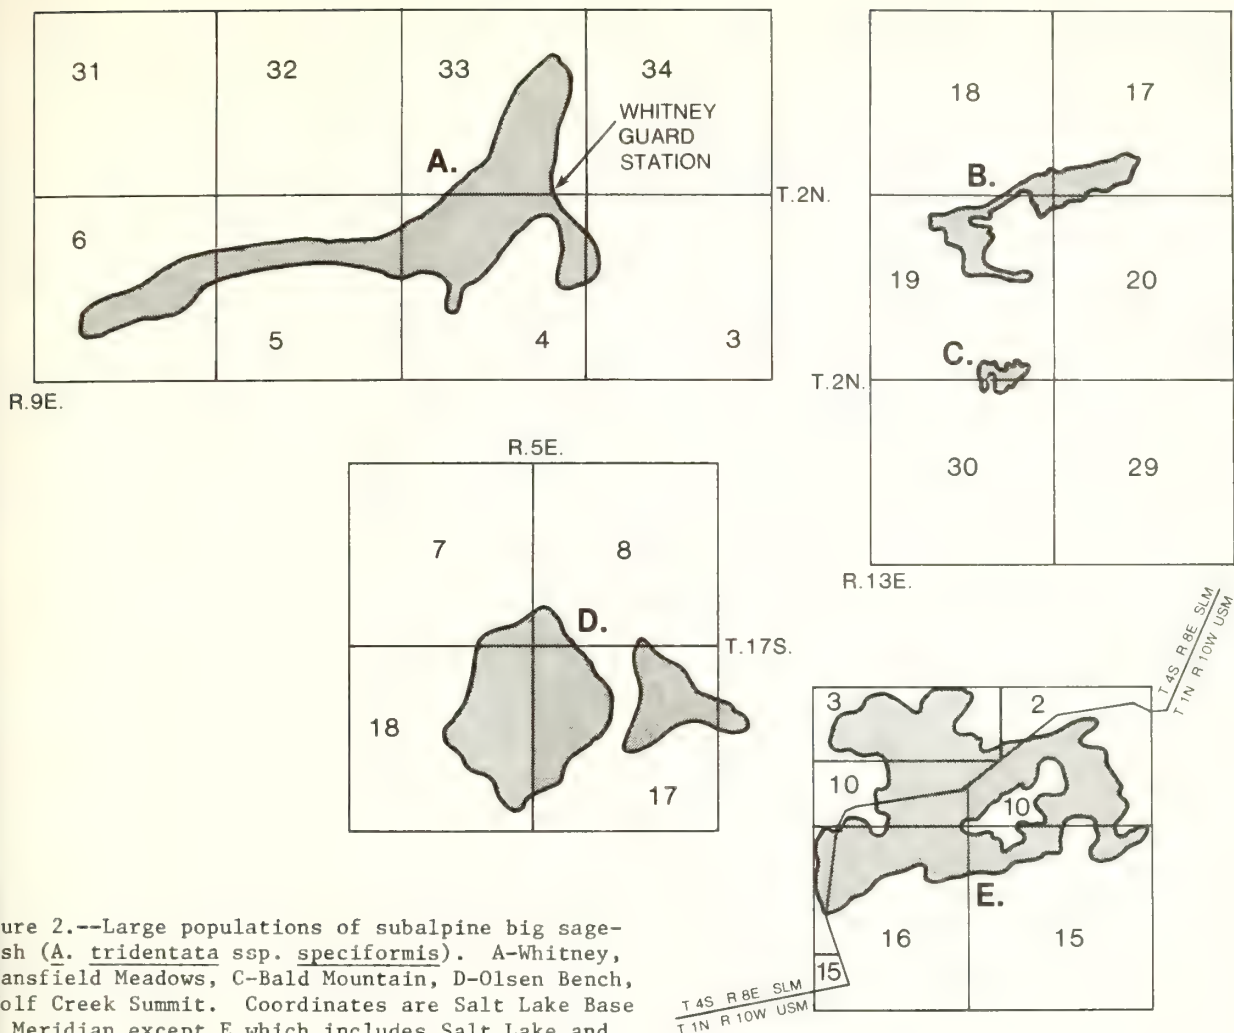 31
32
33
34
WHITNEY
GUARD
STATION
A.
T.2N.
6
5
4
3
R.9E.
18
17
B.
19
20
C.
T.2N.
30
29
R.13E.
R.5E.
7
8
D.
T.17S.
18
17
T 4S R 8E SLM
T 1N R 10W USM
3
2
10
10
E.
16
15
15
T 4S R 8E SLM
T 1N R 10W USM
ure 2.--Large populations of subalpine big sage-
sh (A. tridentata ssp. speciformis). A-Whitney,
ansfield Meadows, C-Bald Mountain, D-Olsen Bench,
olf Creek Summit. Coordinates are Salt Lake Base
Meridian except E which includes Salt Lake and